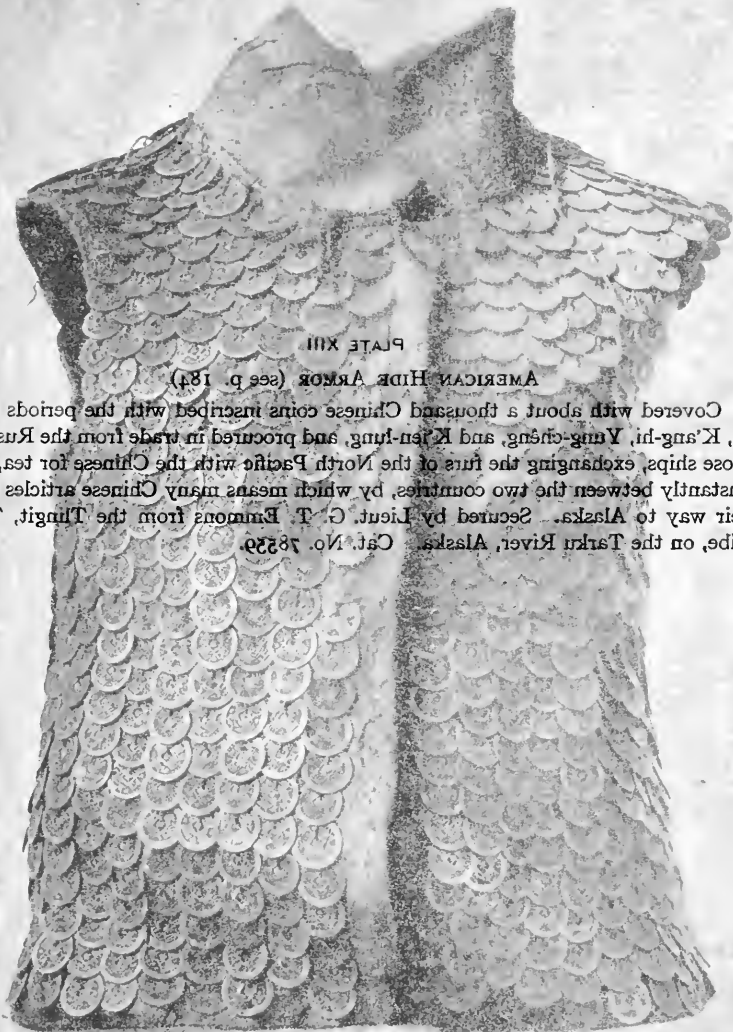 PLATE XIII
AMERICAN HIDE ARMOR (see p. 184).
Covered with about a thousand Chinese coins inscribed with the periods
, K'ang-hi, Yung-chêng, and K'ien-lung, and procured in trade from the Rus
ose ships, exchanging the furs of the North Pacific with the Chinese for tea,
nstantly between the two countries, by which means many Chinese articles
eir way to Alaska. Secured by Lieut. G. T. Emmons from the Tlingit,
ibe, on the Tarku River, Alaska. Cat. No. 78559.